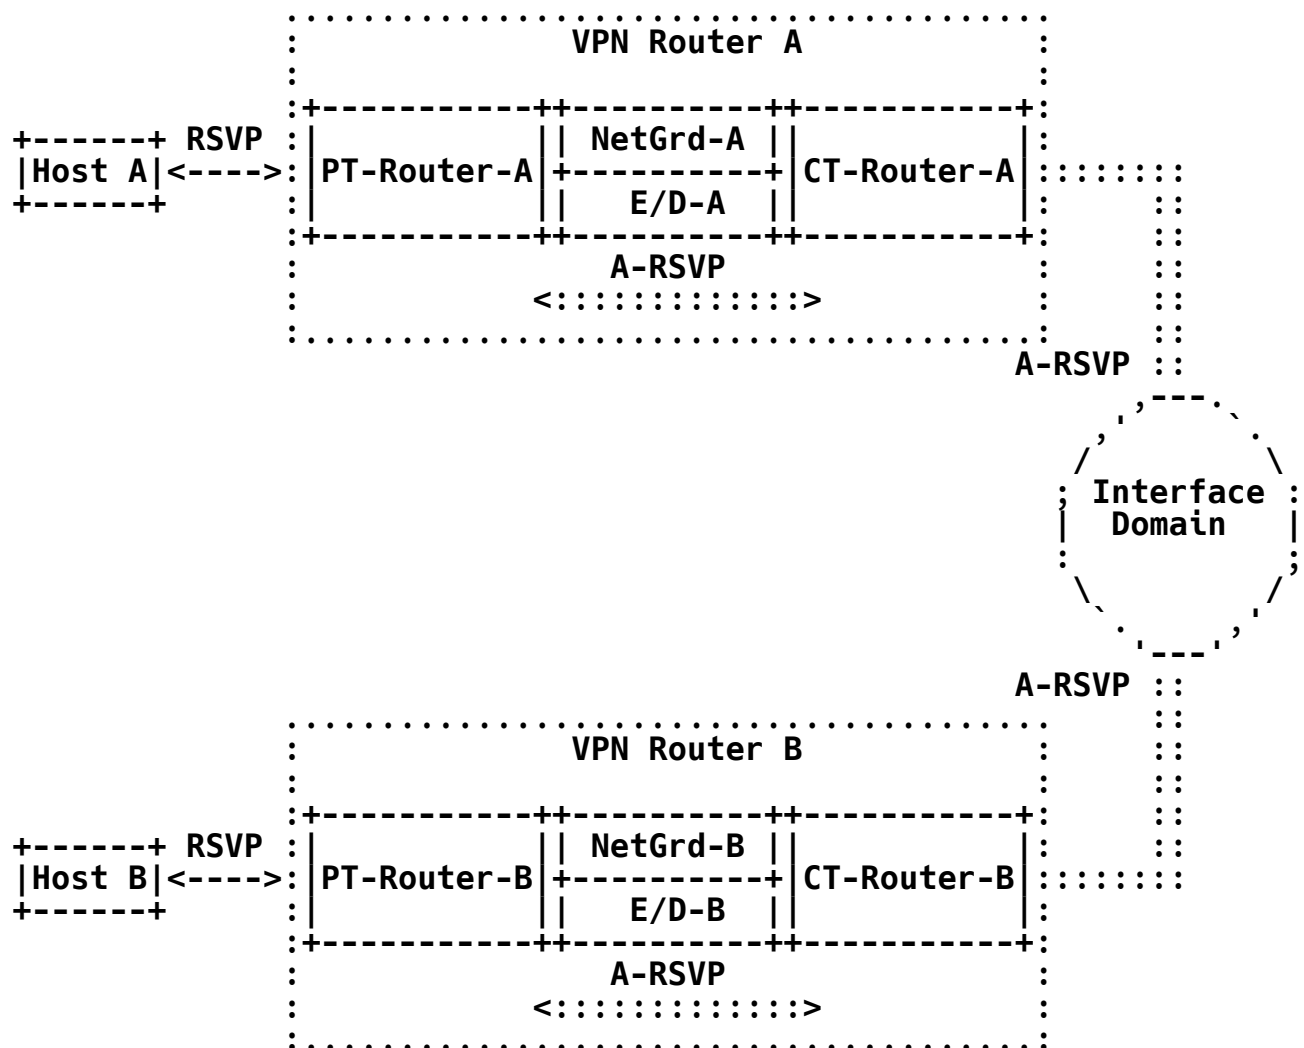 VPN Router A
RSVP
NetGrd-A
Host A
PT-Router-A
CT-Router-A
E/D-A
A-RSVP
A-RSVP
Interface
Domain
A-RSVP
VPN Router B
RSVP
NetGrd-B
Host B
PT-Router-B
CT-Router-B
E/D-B
A-RSVP